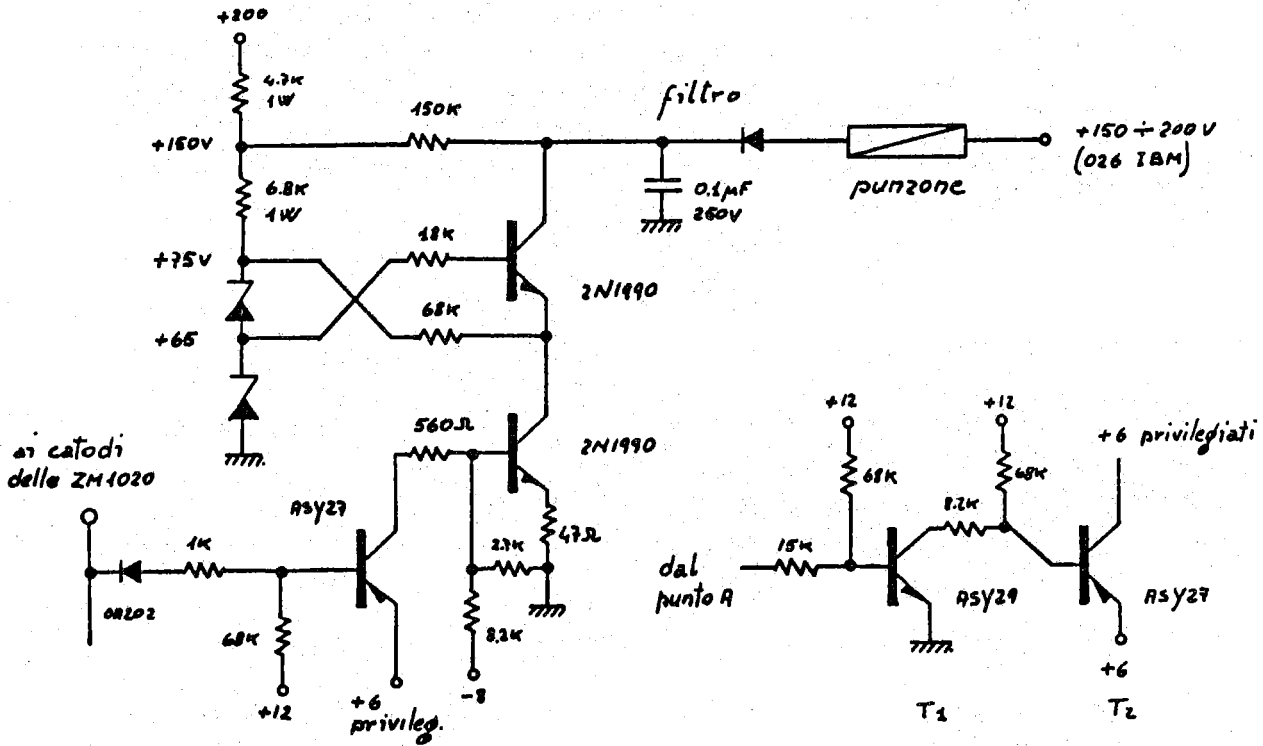 +200
4.7K
1W
150K
filtro
+150V
+150 ÷ 200 V
(026 IBM)
6.8K
1W
0.1µF
250V
punzone
+75V
18K
2N1990
+65
68K
560Ω
2N1990
ai catodi
delle ZM1020
ASY27
1K
OA202
68K
+12
+6
privileg.
2.7K
47Ω
8.2K
-8
+12
+12
+6 privilegiati
68K
68K
8.2K
15K
dal
punto A
ASY29
ASY27
+6
T1
T2